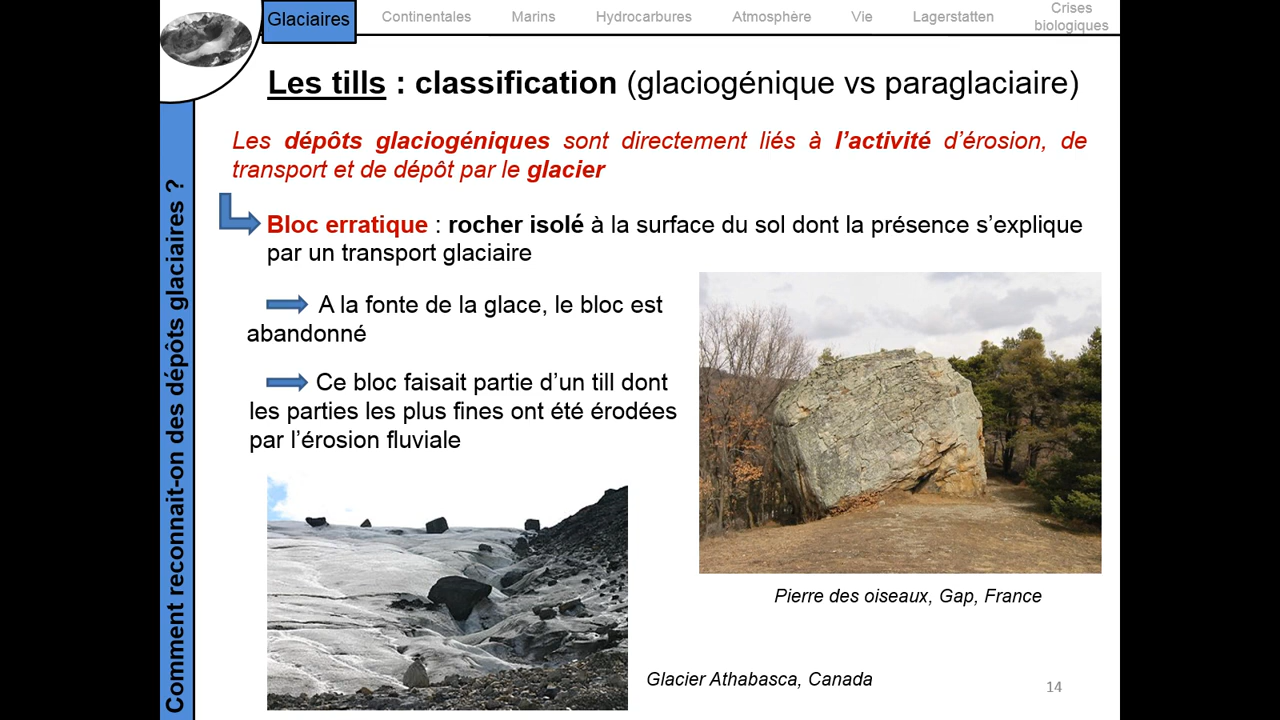 Glaciaires
Continentales
Marins
Hydrocarbures
Atmosphère
Vie
Lagerstatten
Crises
biologiques
Les tills : classification (glaciogénique vs paraglaciaire)
Les dépôts glaciogéniques sont directement liés à l’activité d’érosion, de
transport et de dépôt par le glacier
Bloc erratique : rocher isolé à la surface du sol dont la présence s’explique
par un transport glaciaire
A la fonte de la glace, le bloc est
abandonné
Ce bloc faisait partie d’un till dont
les parties les plus fines ont été érodées
par l’érosion fluviale
Pierre des oiseaux, Gap, France
Glacier Athabasca, Canada
14
Comment reconnait-on des dépôts glaciaires ?